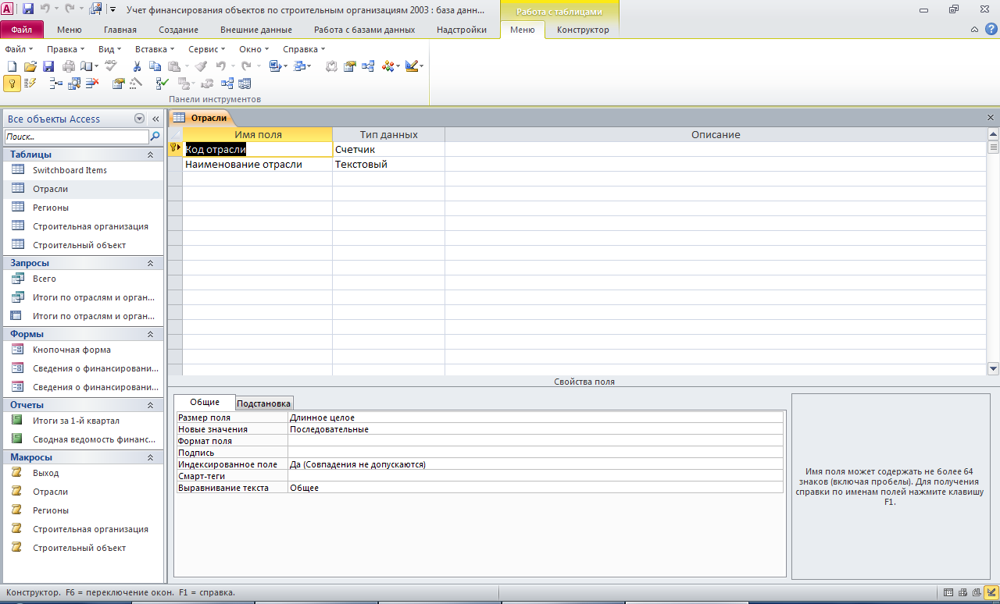 Учет финансирования объектов по строительным организациям 2003 : база данн...
Работа с таблицами
Файл Меню Главная Создание Внешние данные Работа с базами данных Надстройки Меню Конструктор
Файл Правка Вид Вставка Сервис Окно Справка
Панели инструментов
Все объекты Access
Поиск...
Таблицы
Switchboard Items
Отрасли
Регионы
Строительная организация
Строительный объект
Запросы
Всего
Итоги по отраслям и орган...
Итоги по отраслям и орган...
Формы
Кнопочная форма
Сведения о финансировани...
Сведения о финансировани...
Отчеты
Итоги за 1-й квартал
Сводная ведомость финанс...
Макросы
Выход
Отрасли
Регионы
Строительная организация
Строительный объект
Отрасли
Имя поля Тип данных Описание
Код отрасли Счетчик
Наименование отрасли Текстовый
Свойства поля
Общие Подстановка
Размер поля Длинное целое
Новые значения Последовательные
Формат поля
Подпись
Индексированное поле Да (Совпадения не допускаются)
Смарт-теги
Выравнивание текста Общее
Имя поля может содержать не более 64
знаков (включая пробелы). Для получения
справки по именам полей нажмите клавишу
F1.
Конструктор. F6 = переключение окон. F1 = справка.